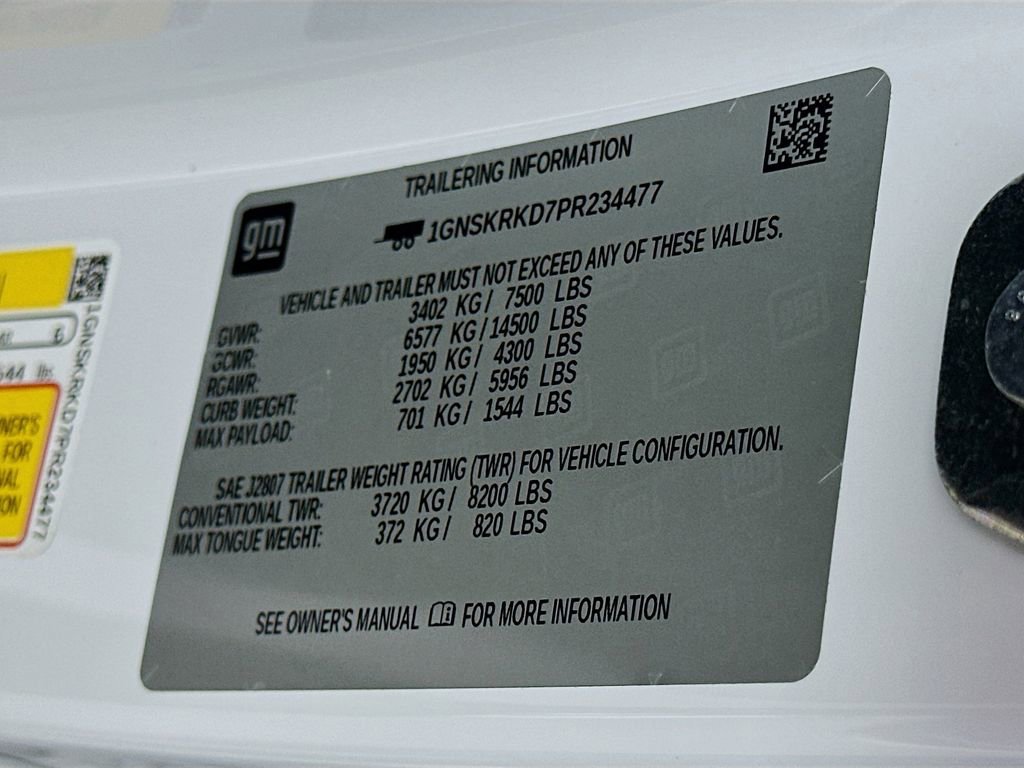 gm
TRAILERING INFORMATION
1GNSKRKD7PR234477
VEHICLE AND TRAILER MUST NOT EXCEED ANY OF THESE VALUES.
GVWR: 3402 KG/ 7500 LBS
GCWR: 6577 KG/14500 LBS
RGAWR: 1950 KG/ 4300 LBS
CURB WEIGHT: 2702 KG/ 5956 LBS
MAX PAYLOAD: 701 KG/ 1544 LBS
SAE J2807 TRAILER WEIGHT RATING (TWR) FOR VEHICLE CONFIGURATION.
CONVENTIONAL TWR: 3720 KG/ 8200 LBS
MAX TONGUE WEIGHT: 372 KG/ 820 LBS
SEE OWNER'S MANUAL FOR MORE INFORMATION
1GNSKRKD7PR234477
lbs
FOR